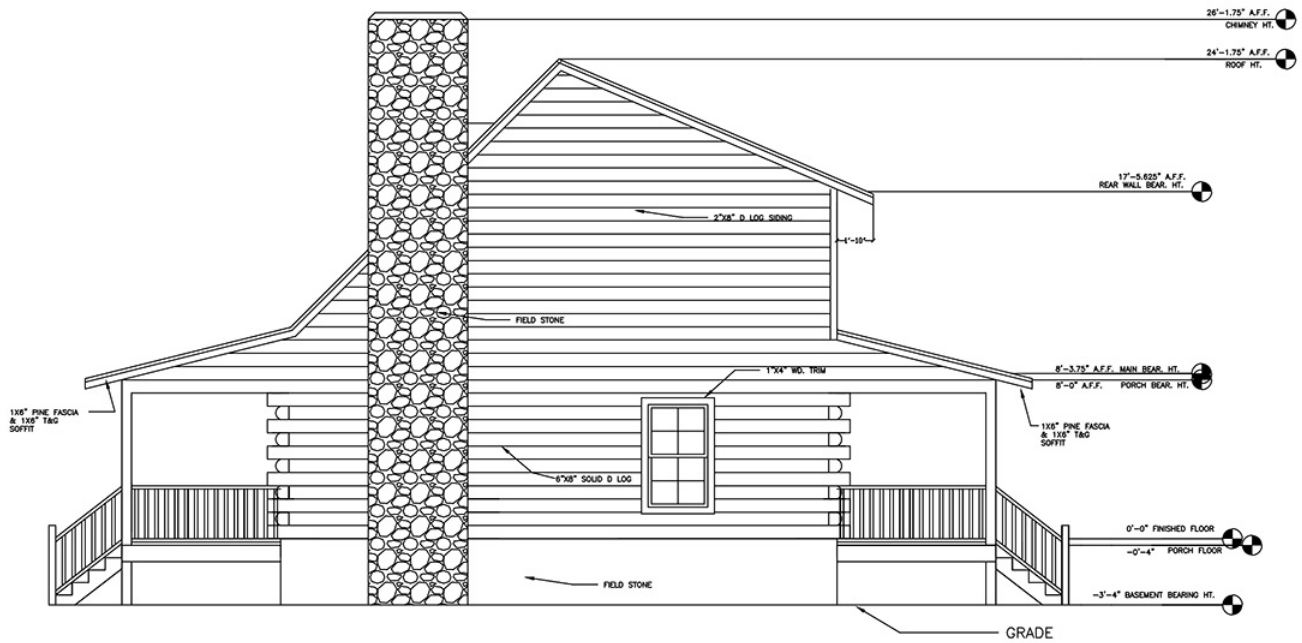 26'-1.75" A.F.F.
CHIMNEY HT.
24'-1.75" A.F.F.
ROOF HT.
17'-5.625" A.F.F.
REAR WALL BEAR. HT.
2"X8" D LOG SIDING
1'-10"
FIELD STONE
8'-3.75" A.F.F. MAIN BEAR. HT.
1"X4" WD. TRIM
8'-0" A.F.F. PORCH BEAR. HT.
1X6" PINE FASCIA
& 1X6" T&G
SOFFIT
1X6" PINE FASCIA
& 1X6" T&G
SOFFIT
6"X8" SOLID D LOG
0'-0" FINISHED FLOOR
-0'-4" PORCH FLOOR
FIELD STONE
-3'-4" BASEMENT BEARING HT.
GRADE